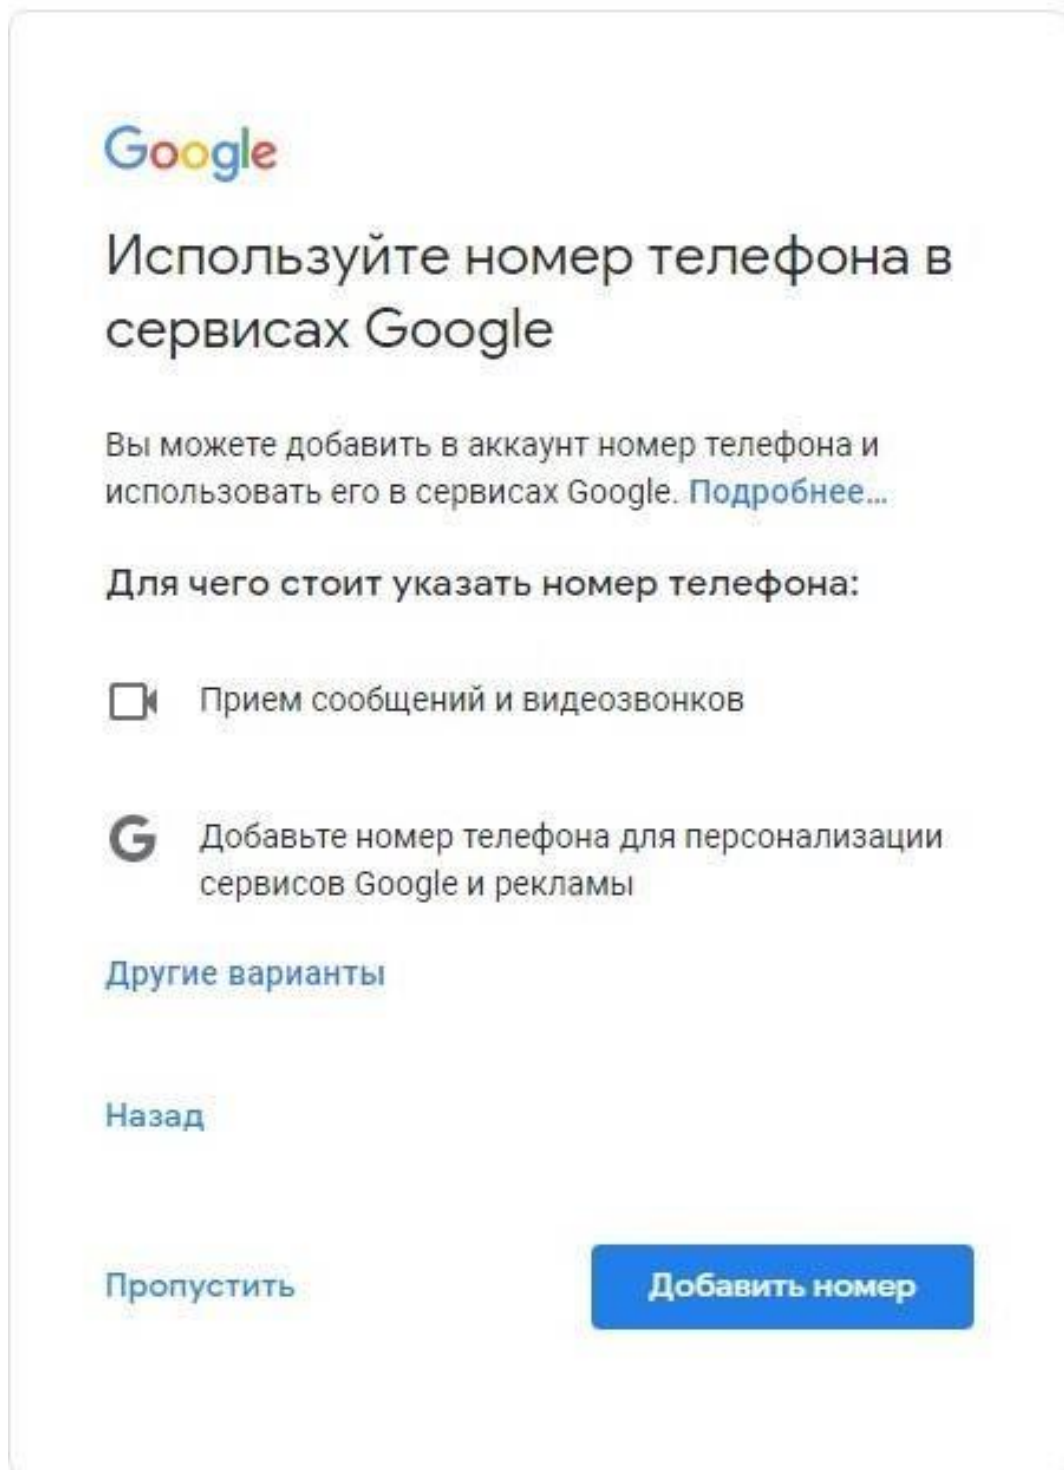 Google
Используйте номер телефона в
сервисах Google
Вы можете добавить в аккаунт номер телефона и
использовать его в сервисах Google. Подробнее...
Для чего стоит указать номер телефона:
Прием сообщений и видеозвонков
G Добавьте номер телефона для персонализации
сервисов Google и рекламы
Другие варианты
Назад
Пропустить
Добавить номер